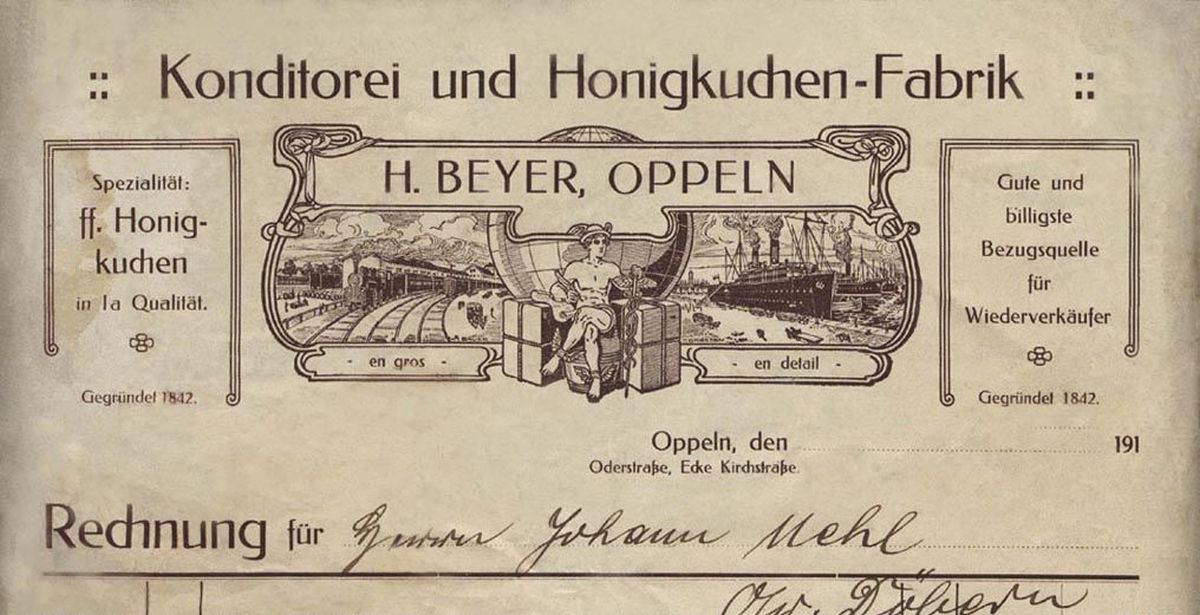 :: Konditorei und Honigkuchen-Fabrik ::
H. BEYER, OPPELN
Spezialität:
ff. Honig-
kuchen
in Ia Qualität.
Gegründet 1842.
- en gros -
- en detail -
Gute und
billigste
Bezugsquelle
für
Wiederverkäufer
Gegründet 1842.
Oppeln, den 191
Oderstraße, Ecke Kirchstraße.
Rechnung für Herrn Johann Mehl
Döbern